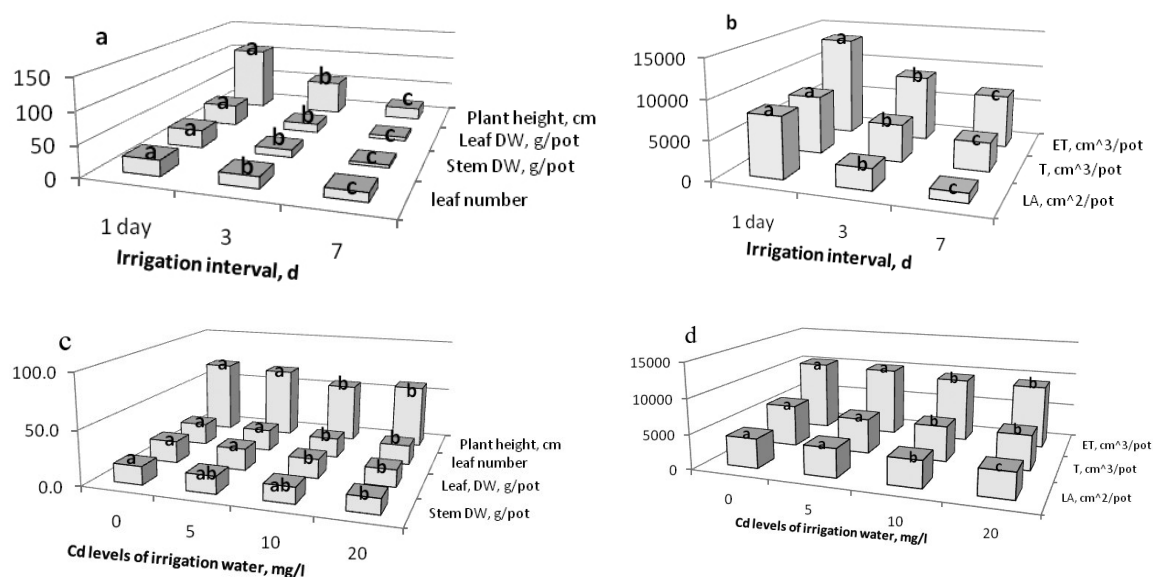 a
150
100
50
0
a
b
c
a
b
c
a
b
c
a
b
c
Plant height, cm
Leaf DW, g/pot
Stem DW, g/pot
leaf number
1 day
3
7
Irrigation interval, d
b
15000
10000
5000
0
a
b
c
a
b
c
a
b
c
ET, cm^3/pot
T, cm^3/pot
LA, cm^2/pot
1 day
3
7
Irrigation interval, d
c
100.0
50.0
0.0
a
a
b
b
a
a
b
b
a
a
b
b
a
ab
ab
b
Plant height, cm
leaf number
Leaf, DW, g/pot
Stem DW, g/pot
0
5
10
20
Cd levels of irrigation water, mg/l
d
15000
10000
5000
0
a
a
b
b
a
a
b
b
a
a
b
c
ET, cm^3/pot
T, cm^3/pot
LA, cm^2/pot
0
5
10
20
Cd levels of irrigation water, mg/l